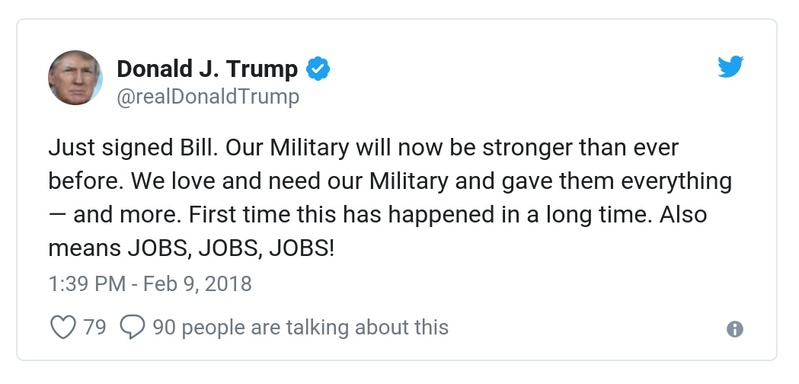 Donald J. Trump
@realDonaldTrump
Just signed Bill. Our Military will now be stronger than ever
before. We love and need our Military and gave them everything
— and more. First time this has happened in a long time. Also
means JOBS, JOBS, JOBS!
1:39 PM - Feb 9, 2018
79 90 people are talking about this